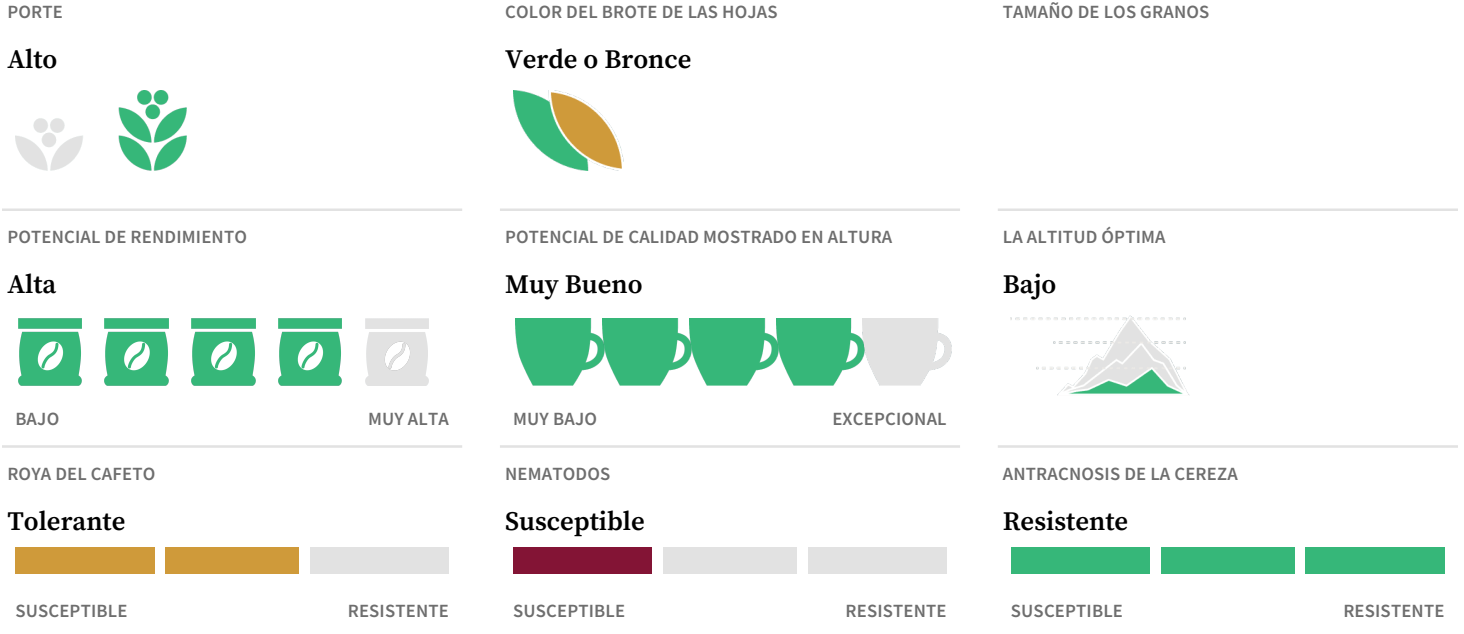 PORTE
Alto
COLOR DEL BROTE DE LAS HOJAS
Verde o Bronce
TAMAÑO DE LOS GRANOS
POTENCIAL DE RENDIMIENTO
Alta
BAJO
MUY ALTA
POTENCIAL DE CALIDAD MOSTRADO EN ALTURA
Muy Bueno
MUY BAJO
EXCEPCIONAL
LA ALTITUD ÓPTIMA
Bajo
ROYA DEL CAFETO
Tolerante
SUSCEPTIBLE
RESISTENTE
NEMATODOS
Susceptible
SUSCEPTIBLE
RESISTENTE
ANTRACNOSIS DE LA CEREZA
Resistente
SUSCEPTIBLE
RESISTENTE